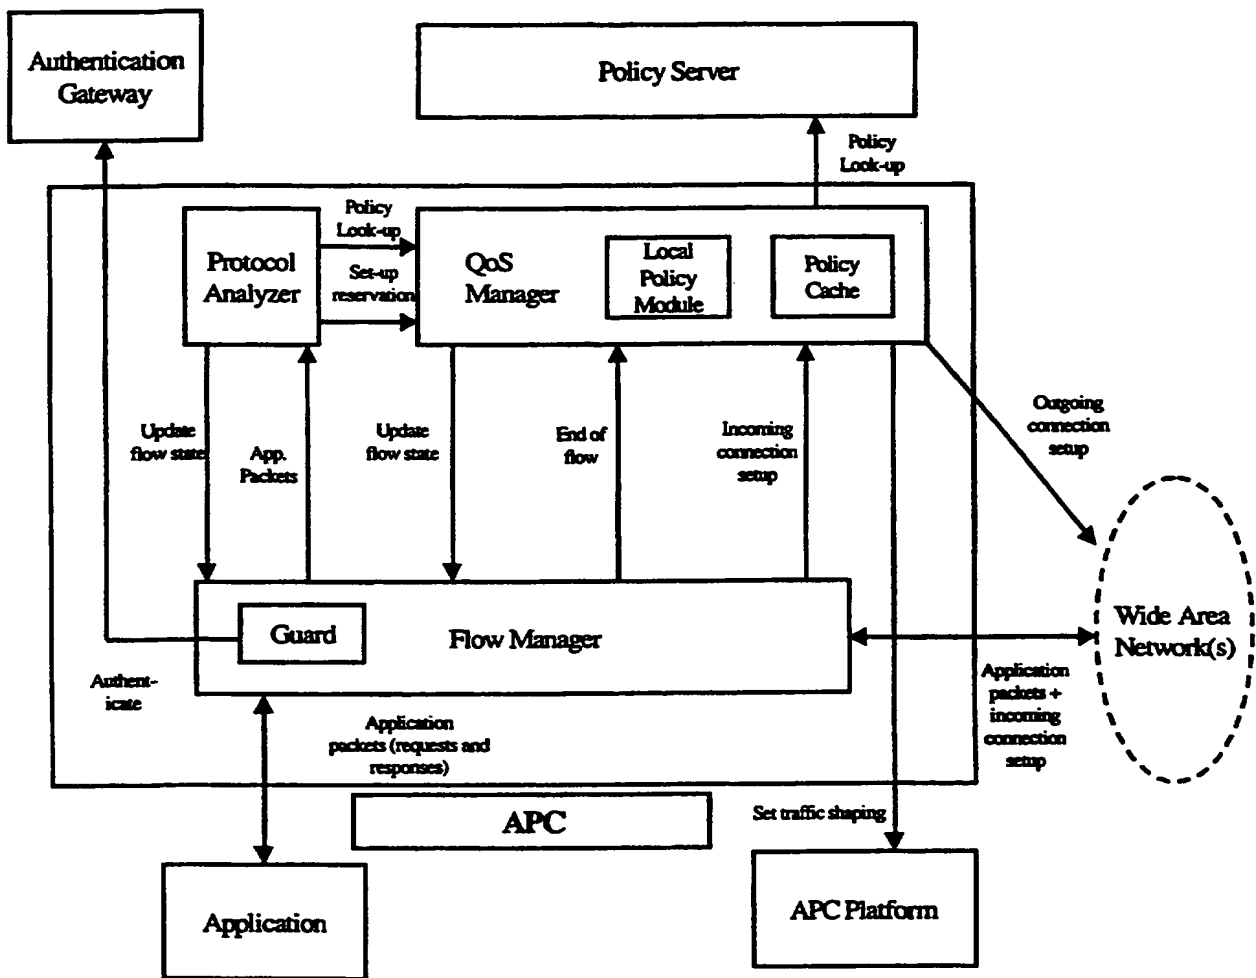 Authentication
Gateway
Policy Server
Policy
Look-up
Protocol
Analyzer
Policy
Look-up
Set-up
reservation
QoS
Manager
Local
Policy
Module
Policy
Cache
Update
flow state
App.
Packets
Update
flow state
End of
flow
Incoming
connection
setup
Outgoing
connection
setup
Guard
Flow Manager
Wide Area
Network(s)
Authent-
icate
Application
packets (requests and
responses)
Application
packets +
incoming
connection
setup
APC
Set traffic shaping
Application
APC Platform